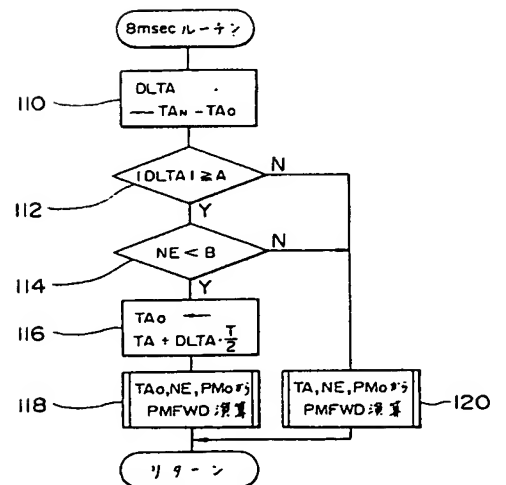 8msec ルーチン
110
DLTA
← TAN - TAO
|DLTA| ≧ A
N
112
Y
NE < B
N
114
Y
116
TAO ←
TA + DLTA・T/2
118
TAO, NE, PMOから
PMFWD 演算
TA, NE, PMOから
PMFWD 演算
120
リターン